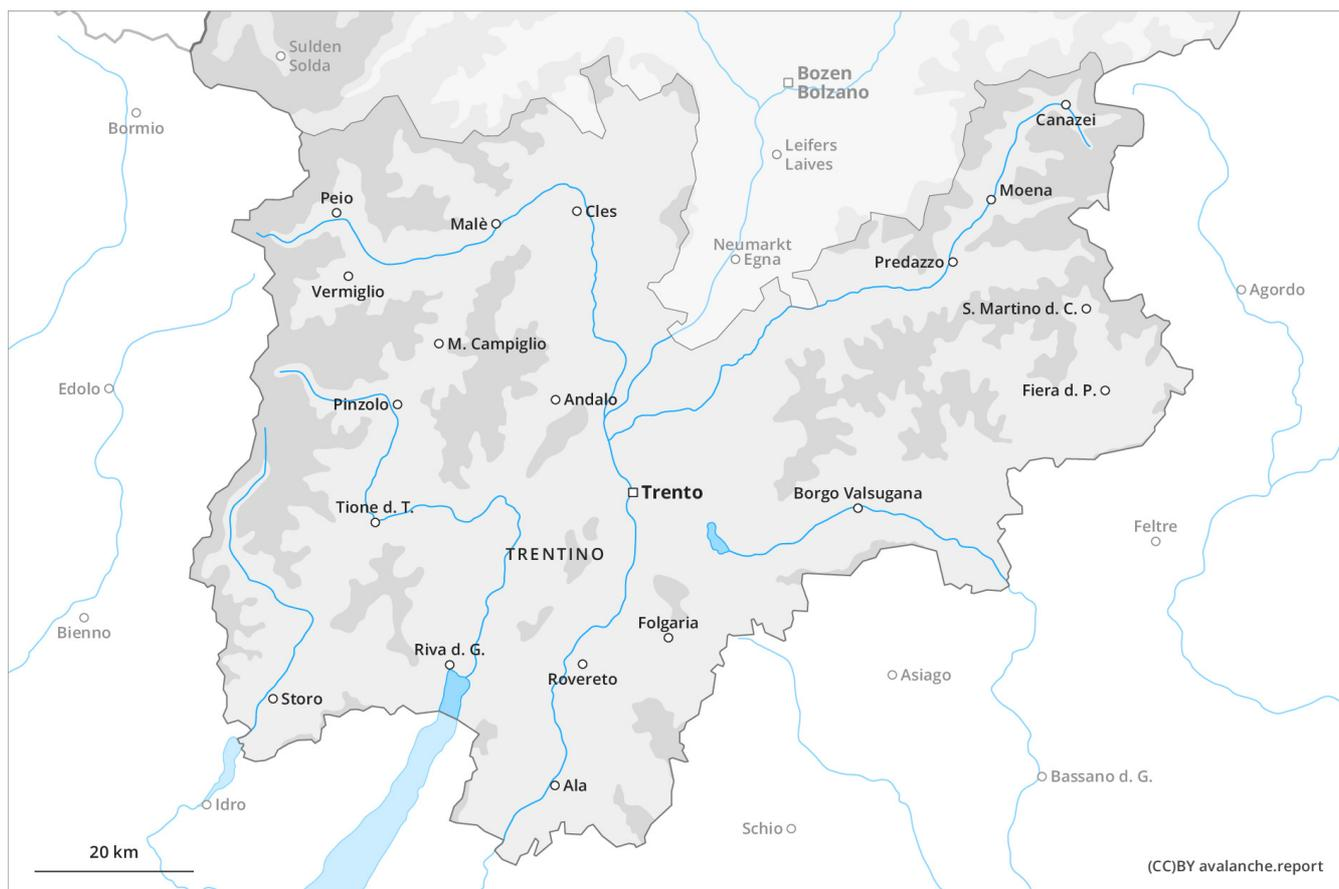 Sulden
Solda
Bozen
Bolzano
Bormio
Canazei
Leifers
Laives
Moena
Peio
Malè
Cles
Neumarkt
Egna
Predazzo
Vermiglio
Agordo
S. Martino d. C.
M. Campiglio
Edolo
Fiera d. P.
Pinzolo
Andalo
Trento
Borgo Valsugana
Tione d. T.
Feltre
TRENTINO
Bienno
Folgaria
Riva d. G.
Asiago
Rovereto
Storo
Bassano d. G.
Ala
Idro
Schio
20 km
(CC)BY avalanche.report